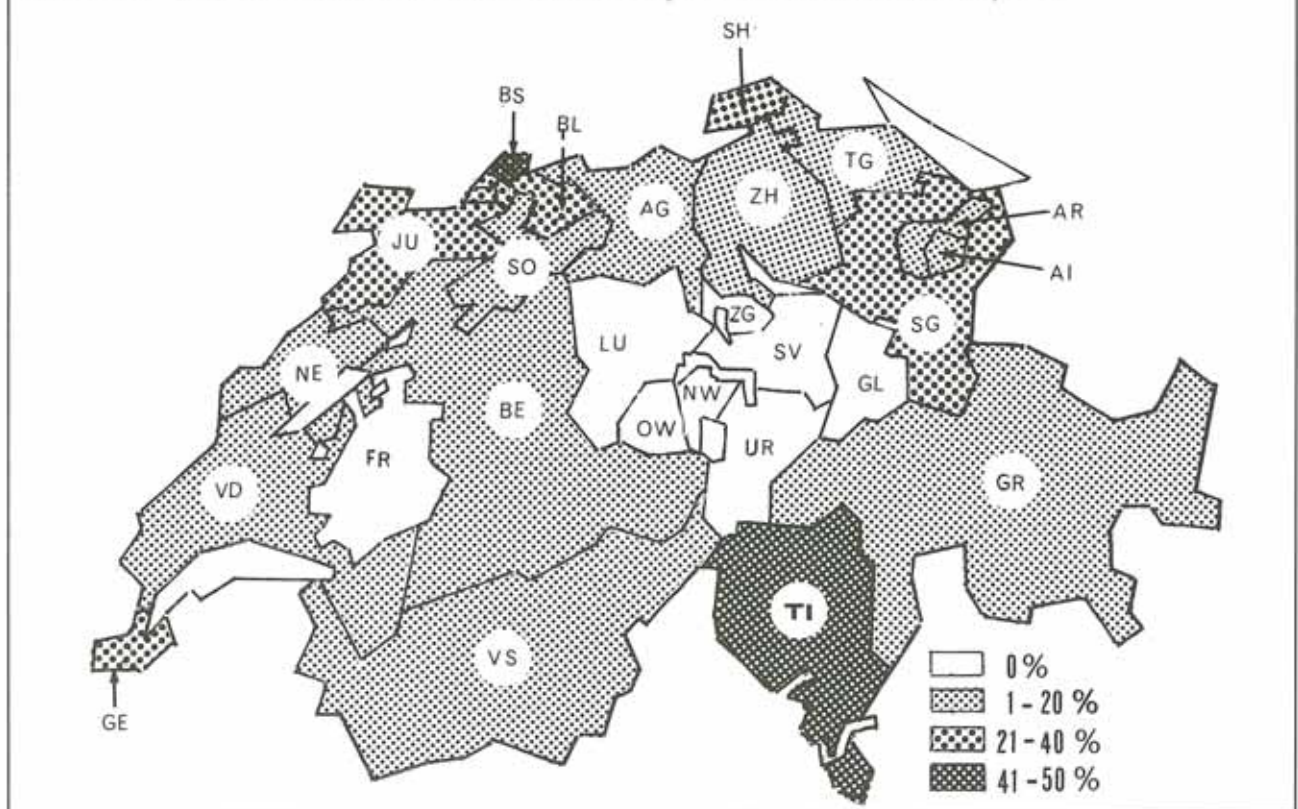 SH
BS
BL
TG
AG
ZH
AR
JU
AI
SO
ZG
SG
LU
SV
NE
GL
NW
BE
OW
UR
FR
GR
VD
TI
VS
GE
0%
1-20 %
21-40 %
41-50 %